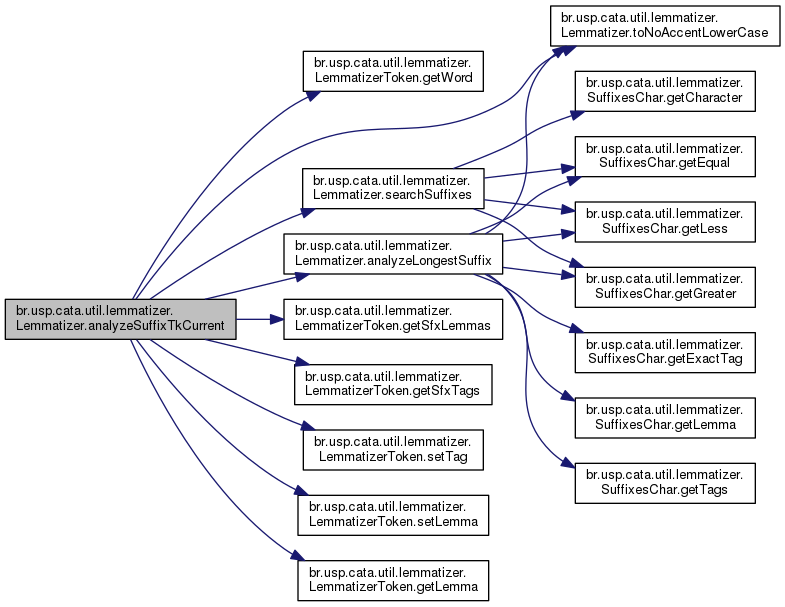 br.usp.cata.util.lemmatizer.
Lemmatizer.analyzeSuffixTkCurrent
br.usp.cata.util.lemmatizer.
LemmatizerToken.getWord
br.usp.cata.util.lemmatizer.
Lemmatizer.searchSuffixes
br.usp.cata.util.lemmatizer.
Lemmatizer.analyzeLongestSuffix
br.usp.cata.util.lemmatizer.
LemmatizerToken.getSfxLemmas
br.usp.cata.util.lemmatizer.
LemmatizerToken.getSfxTags
br.usp.cata.util.lemmatizer.
LemmatizerToken.setTag
br.usp.cata.util.lemmatizer.
LemmatizerToken.setLemma
br.usp.cata.util.lemmatizer.
LemmatizerToken.getLemma
br.usp.cata.util.lemmatizer.
Lemmatizer.toNoAccentLowerCase
br.usp.cata.util.lemmatizer.
SuffixesChar.getCharacter
br.usp.cata.util.lemmatizer.
SuffixesChar.getEqual
br.usp.cata.util.lemmatizer.
SuffixesChar.getLess
br.usp.cata.util.lemmatizer.
SuffixesChar.getGreater
br.usp.cata.util.lemmatizer.
SuffixesChar.getExactTag
br.usp.cata.util.lemmatizer.
SuffixesChar.getLemma
br.usp.cata.util.lemmatizer.
SuffixesChar.getTags